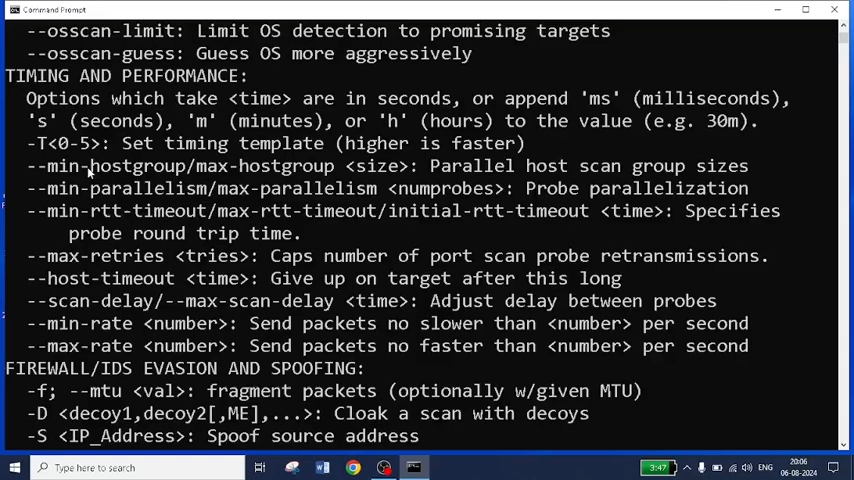 Command Prompt
--osscan-limit: Limit OS detection to promising targets
--osscan-guess: Guess OS more aggressively
TIMING AND PERFORMANCE:
Options which take <time> are in seconds, or append 'ms' (milliseconds),
's' (seconds), 'm' (minutes), or 'h' (hours) to the value (e.g. 30m).
-T<0-5>: Set timing template (higher is faster)
--min-hostgroup/max-hostgroup <size>: Parallel host scan group sizes
--min-parallelism/max-parallelism <numprobes>: Probe parallelization
--min-rtt-timeout/max-rtt-timeout/initial-rtt-timeout <time>: Specifies
probe round trip time.
--max-retries <tries>: Caps number of port scan probe retransmissions.
--host-timeout <time>: Give up on target after this long
--scan-delay/--max-scan-delay <time>: Adjust delay between probes
--min-rate <number>: Send packets no slower than <number> per second
--max-rate <number>: Send packets no faster than <number> per second
FIREWALL/IDS EVASION AND SPOOFING:
-f; --mtu <val>: fragment packets (optionally w/given MTU)
-D <decoy1,decoy2[,ME],...>: Cloak a scan with decoys
-S <IP_Address>: Spoof source address
Type here to search
3:47
ENG
20:06
06-08-2024